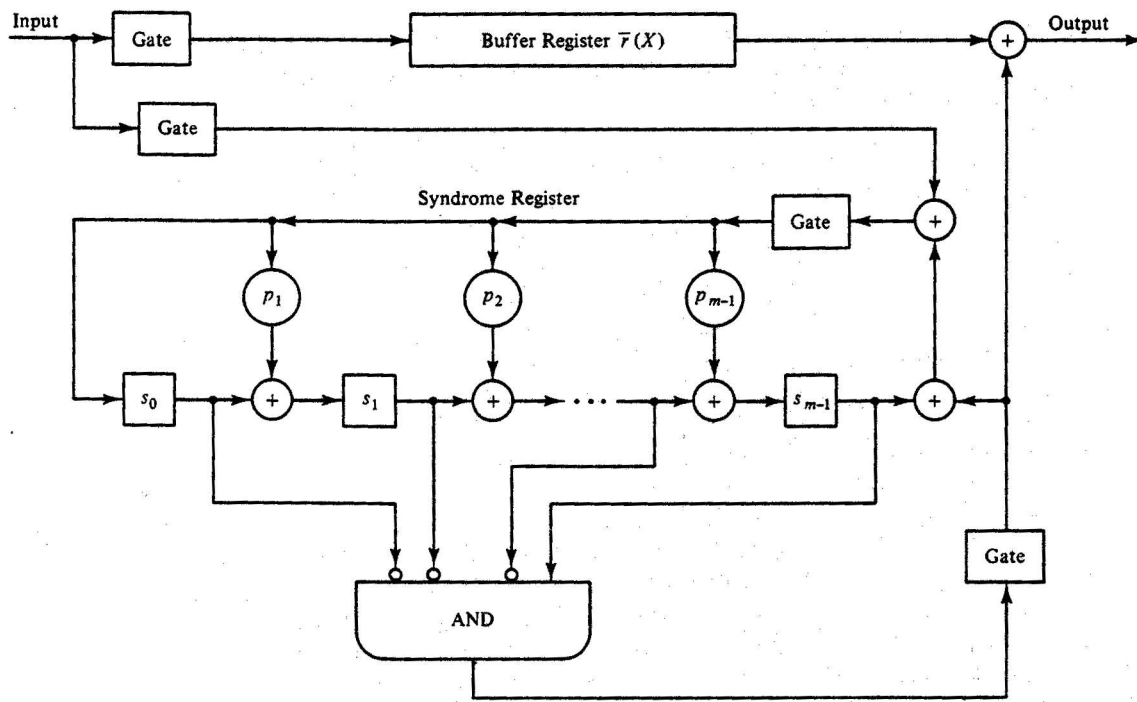 Input
Gate
Buffer Register r̅(X)
+
Output
Gate
Syndrome Register
Gate
+
p₁
p₂
pₘ₋₁
s₀
+
s₁
+
· · ·
+
sₘ₋₁
+
Gate
AND